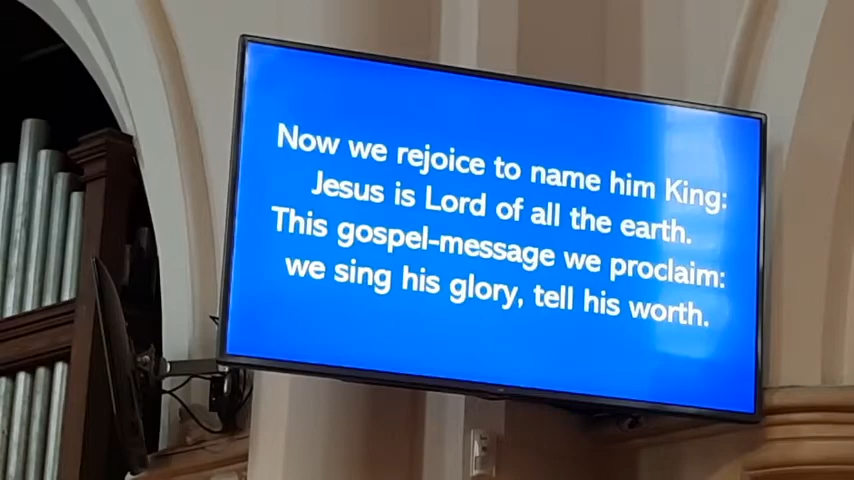 Now we rejoice to name him King:
Jesus is Lord of all the earth.
This gospel-message we proclaim:
we sing his glory, tell his worth.